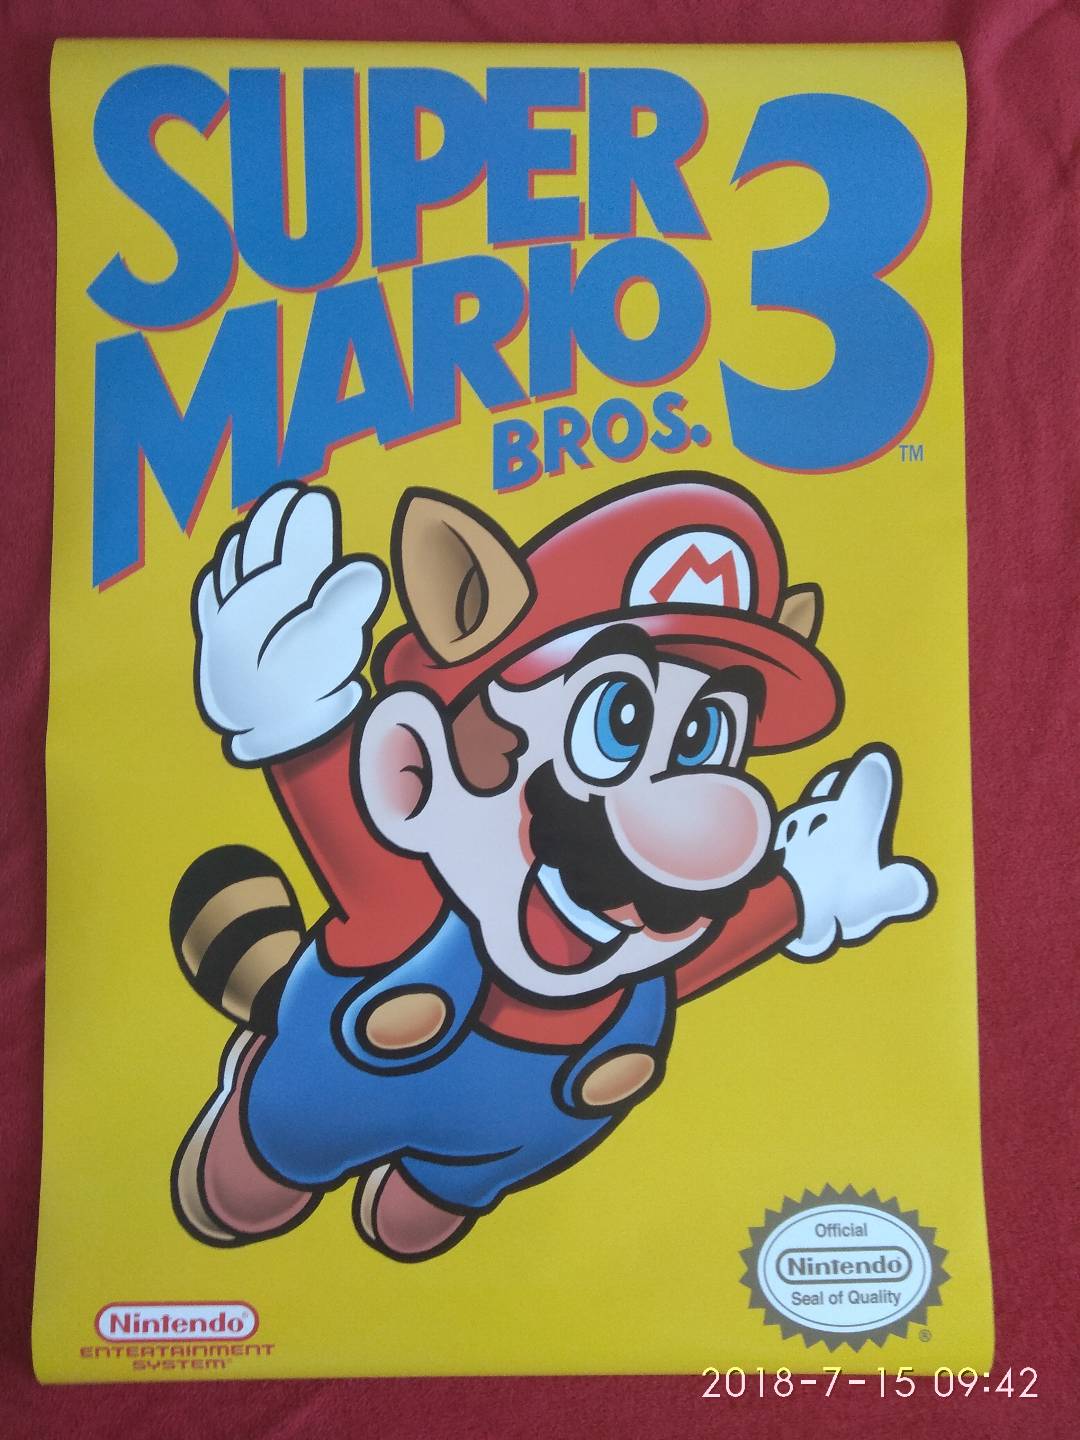 SUPER
MARIO
BROS.
3
TM
M
Official
Nintendo
Seal of Quality
®
Nintendo®
ENTERTAINMENT
SYSTEM®
2018-7-15 09:42